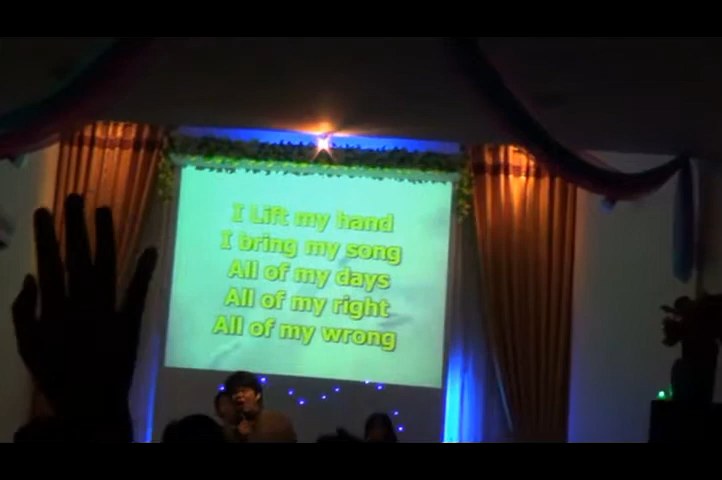 I Lift my hand
I bring my song
All of my days
All of my right
All of my wrong